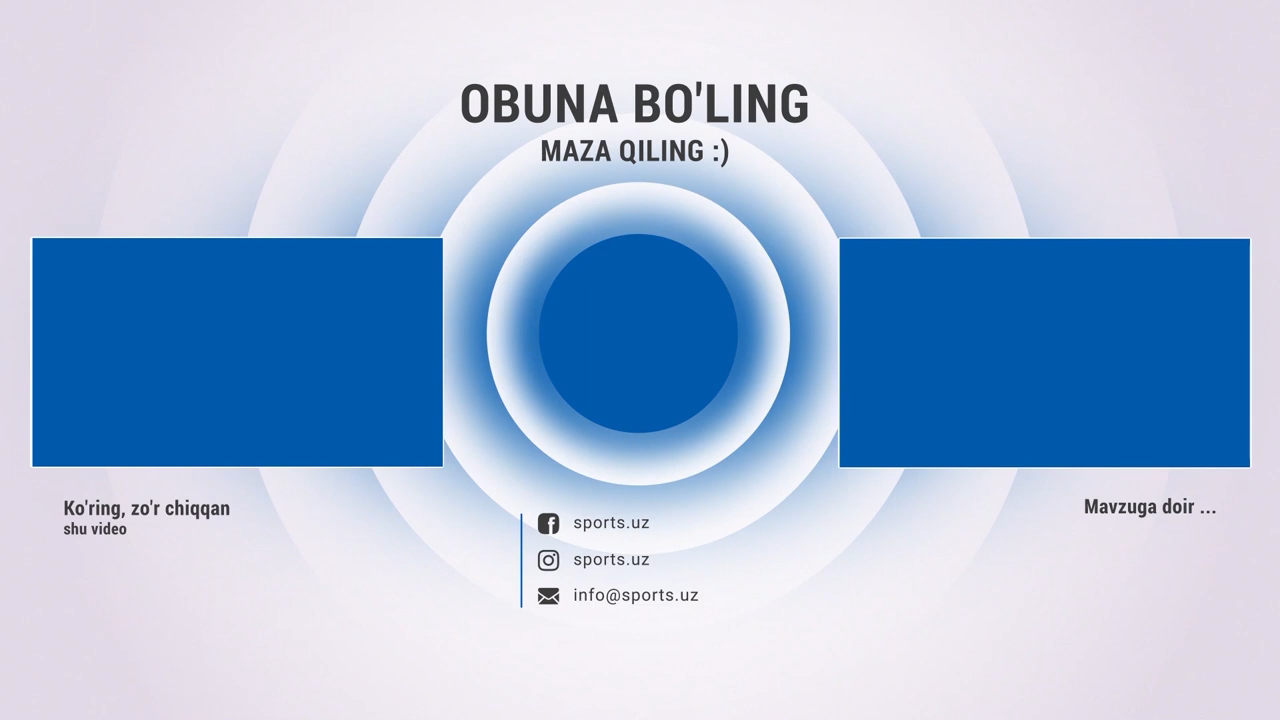 OBUNA BO'LING
MAZA QILING :)
Ko'ring, zo'r chiqqan
shu video
Mavzuga doir ...
sports.uz
sports.uz
info@sports.uz